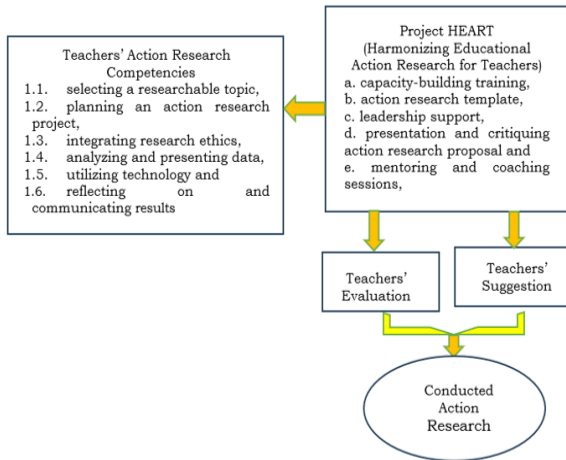 Teachers' Action Research
Competencies
1.1. selecting a researchable topic,
1.2. planning an action research
project,
1.3. integrating research ethics,
1.4. analyzing and presenting data,
1.5. utilizing technology and
1.6. reflecting on and
communicating results
Project HEART
(Harmonizing Educational
Action Research for Teachers)
a. capacity-building training,
b. action research template,
c. leadership support,
d. presentation and critiquing
action research proposal and
e. mentoring and coaching
sessions,
Teachers'
Evaluation
Teachers'
Suggestion
Conducted
Action
Research